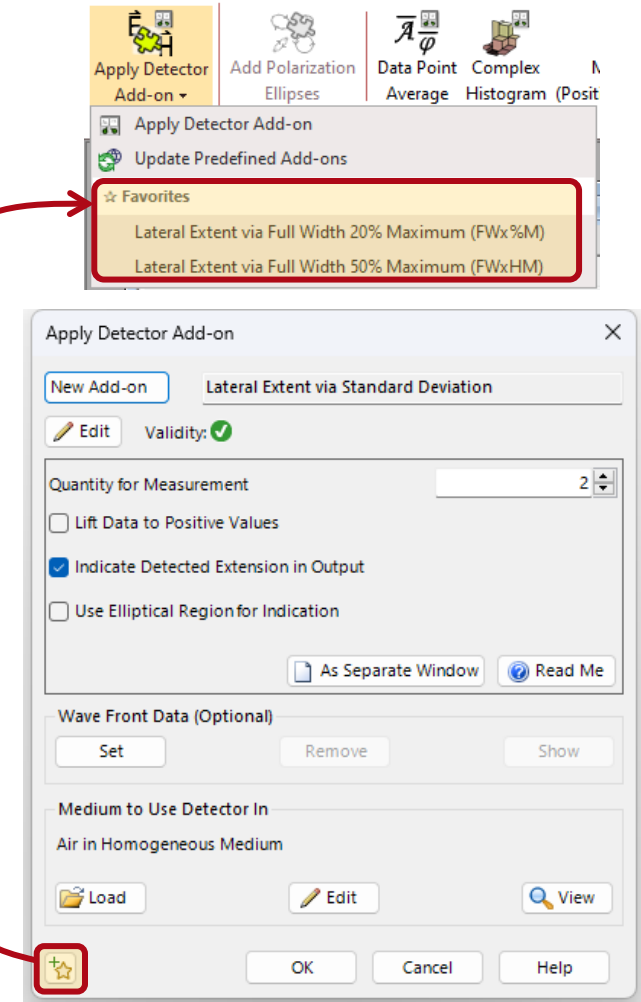 Apply Detector Add-on ▾
Add Polarization Ellipses
Data Point Average
Complex Histogram
(Posit
Apply Detector Add-on
Update Predefined Add-ons
☆ Favorites
Lateral Extent via Full Width 20% Maximum (FWx%M)
Lateral Extent via Full Width 50% Maximum (FWxHM)
Apply Detector Add-on
New Add-on Lateral Extent via Standard Deviation
Edit Validity:
Quantity for Measurement 2
Lift Data to Positive Values
Indicate Detected Extension in Output
Use Elliptical Region for Indication
As Separate Window Read Me
Wave Front Data (Optional)
Set Remove Show
Medium to Use Detector In
Air in Homogeneous Medium
Load Edit View
OK Cancel Help